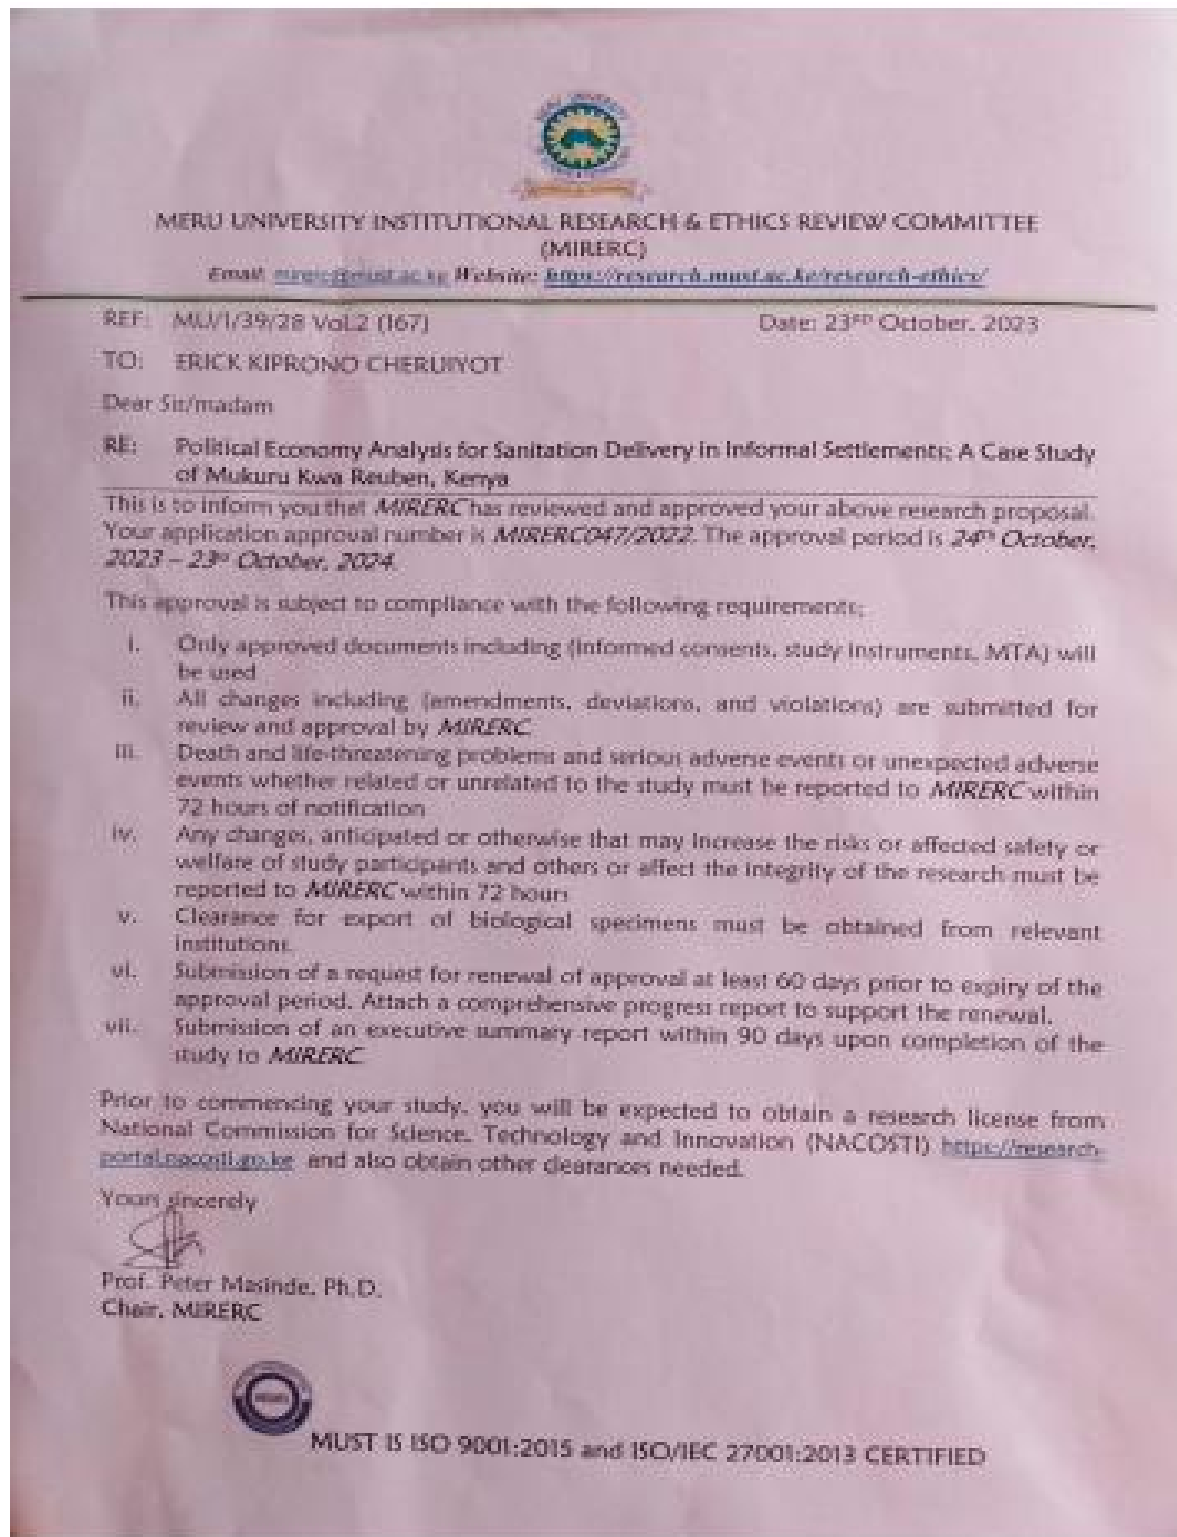 MERU UNIVERSITY INSTITUTIONAL RESEARCH & ETHICS REVIEW COMMITTEE
(MIRERC)
Email: mirerc@must.ac.ke Website: https://research.must.ac.ke/research-ethics/
REF: MU/1/39/28 Vol.2 (167) Date: 23RD October, 2023
TO: ERICK KIPRONO CHERUIYOT
Dear Sir/madam
RE: Political Economy Analysis for Sanitation Delivery in Informal Settlements; A Case Study
of Mukuru Kwa Reuben, Kenya
This is to inform you that MIRERC has reviewed and approved your above research proposal.
Your application approval number is MIRERC047/2022. The approval period is 24th October,
2023 – 23rd October, 2024.
This approval is subject to compliance with the following requirements;
i. Only approved documents including (informed consents, study instruments, MTA) will
be used
ii. All changes including (amendments, deviations, and violations) are submitted for
review and approval by MIRERC
iii. Death and life-threatening problems and serious adverse events or unexpected adverse
events whether related or unrelated to the study must be reported to MIRERC within
72 hours of notification
iv. Any changes, anticipated or otherwise that may increase the risks or affected safety or
welfare of study participants and others or affect the integrity of the research must be
reported to MIRERC within 72 hours
v. Clearance for export of biological specimens must be obtained from relevant
institutions.
vi. Submission of a request for renewal of approval at least 60 days prior to expiry of the
approval period. Attach a comprehensive progress report to support the renewal.
vii. Submission of an executive summary report within 90 days upon completion of the
study to MIRERC
Prior to commencing your study, you will be expected to obtain a research license from
National Commission for Science, Technology and Innovation (NACOSTI) https://research-
portal.nacosti.go.ke and also obtain other clearances needed.
Yours sincerely
Prof. Peter Masinde, Ph.D.
Chair, MIRERC
MUST IS ISO 9001:2015 and ISO/IEC 27001:2013 CERTIFIED